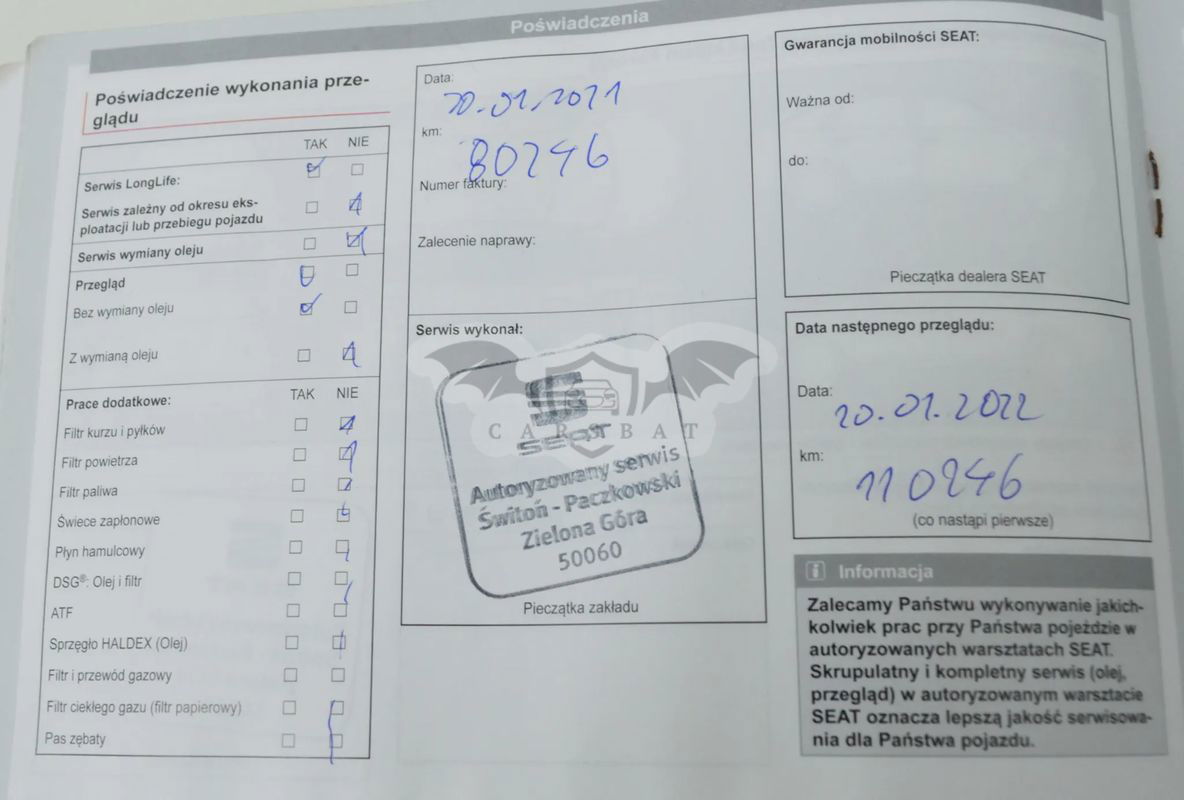 Poświadczenia
Poświadczenie wykonania prze-
glądu
TAK NIE
Serwis LongLife:
Serwis zależny od okresu eks-
ploatacji lub przebiegu pojazdu
Serwis wymiany oleju
Przegląd
Bez wymiany oleju
Z wymianą oleju
Prace dodatkowe: TAK NIE
Filtr kurzu i pyłków
Filtr powietrza
Filtr paliwa
Świece zapłonowe
Płyn hamulcowy
DSG®: Olej i filtr
ATF
Sprzęgło HALDEX (Olej)
Filtr i przewód gazowy
Filtr ciekłego gazu (filtr papierowy)
Pas zębaty
Data:
20.01.2021
km:
80246
Numer faktury:
Zalecenie naprawy:
Serwis wykonał:
CAR BAT
SEAT
Autoryzowany serwis
Świtoń - Paczkowski
Zielona Góra
50060
Pieczątka zakładu
Gwarancja mobilności SEAT:
Ważna od:
do:
Pieczątka dealera SEAT
Data następnego przeglądu:
Data:
20.01.2022
km:
110246
(co nastąpi pierwsze)
i Informacja
Zalecamy Państwu wykonywanie jakich-
kolwiek prac przy Państwa pojeździe w
autoryzowanych warsztatach SEAT.
Skrupulatny i kompletny serwis (olej,
przegląd) w autoryzowanym warsztacie
SEAT oznacza lepszą jakość serwisowa-
nia dla Państwa pojazdu.